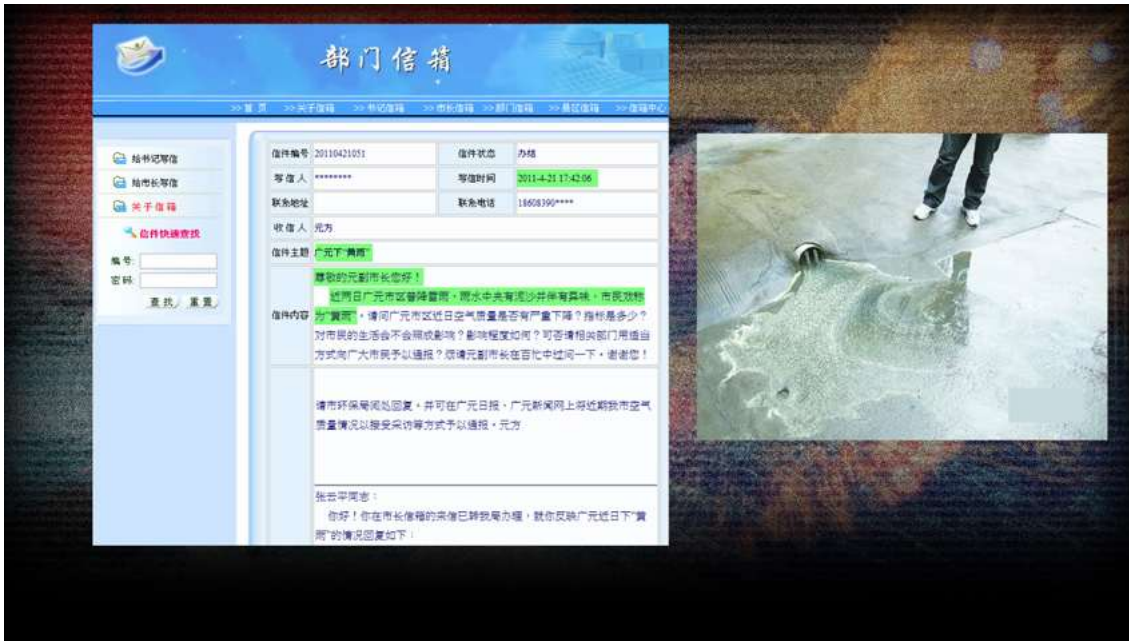 部门信箱
>>首 页 >>关于信箱 >>书记信箱 >>市长信箱 >>部门信箱 >>县区信箱 >>信箱中心
给书记写信
给市长写信
关于信箱
信件快速查找
编号:
密码:
查找 重置
信件编号 20110421051 信件状态 办结
写信人 ******** 写信时间 2011-4-21 17:42:06
联系地址 联系电话 18608390****
收信人 元方
信件主题 广元下“黄雨”
尊敬的元副市长您好！
近两日广元市区普降雷雨，雨水中夹有泥沙并伴有异味，市民戏称
信件内容 为“黄雨”。请问广元市区近日空气质量是否有严重下降？指标是多少？
对市民的生活会不会照成影响？影响程度如何？可否请相关部门用适当
方式向广大市民予以通报？烦请元副市长在百忙中过问一下。谢谢您！
请市环保局阅处回复。并可在广元日报、广元新闻网上将近期我市空气
质量情况以接受采访等方式予以通报。元方
张云平同志：
你好！你在市长信箱的来信已转我局办理，就你反映广元近日下“黄
雨”的情况回复如下：